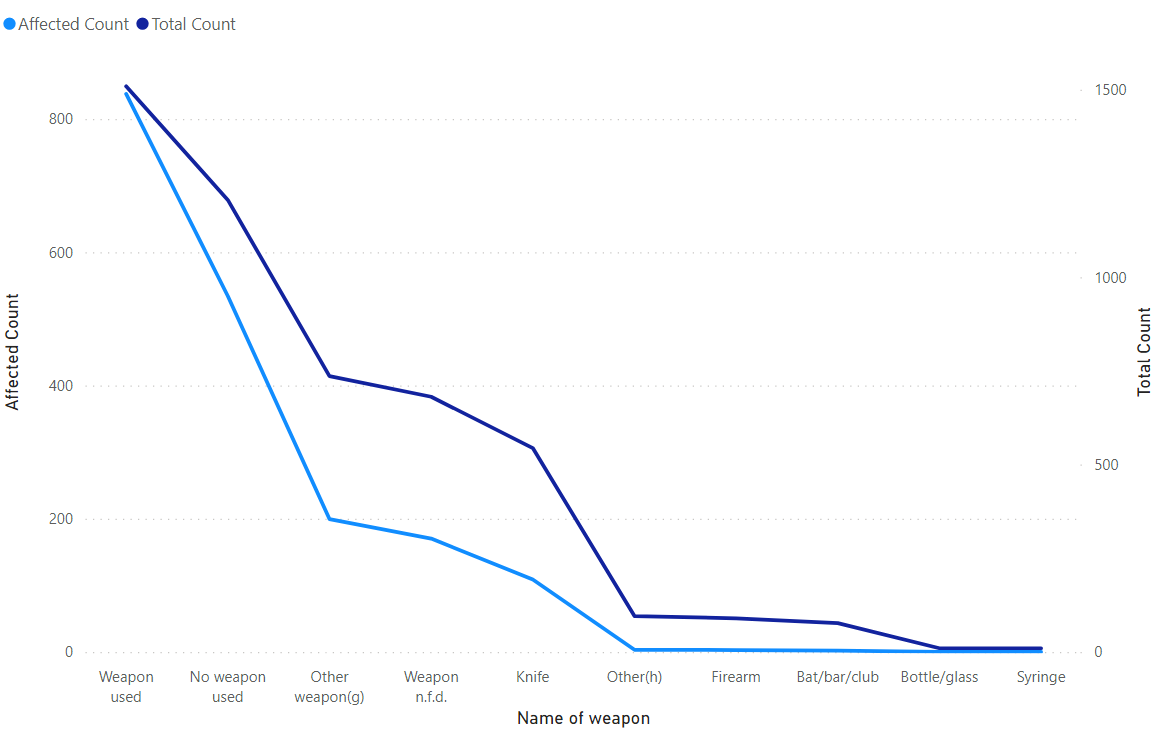 Affected Count Total Count
800
600
400
200
0
1500
1000
500
0
Affected Count
Total Count
Weapon used
No weapon used
Other weapon(g)
Weapon n.f.d.
Knife
Other(h)
Firearm
Bat/bar/club
Bottle/glass
Syringe
Name of weapon